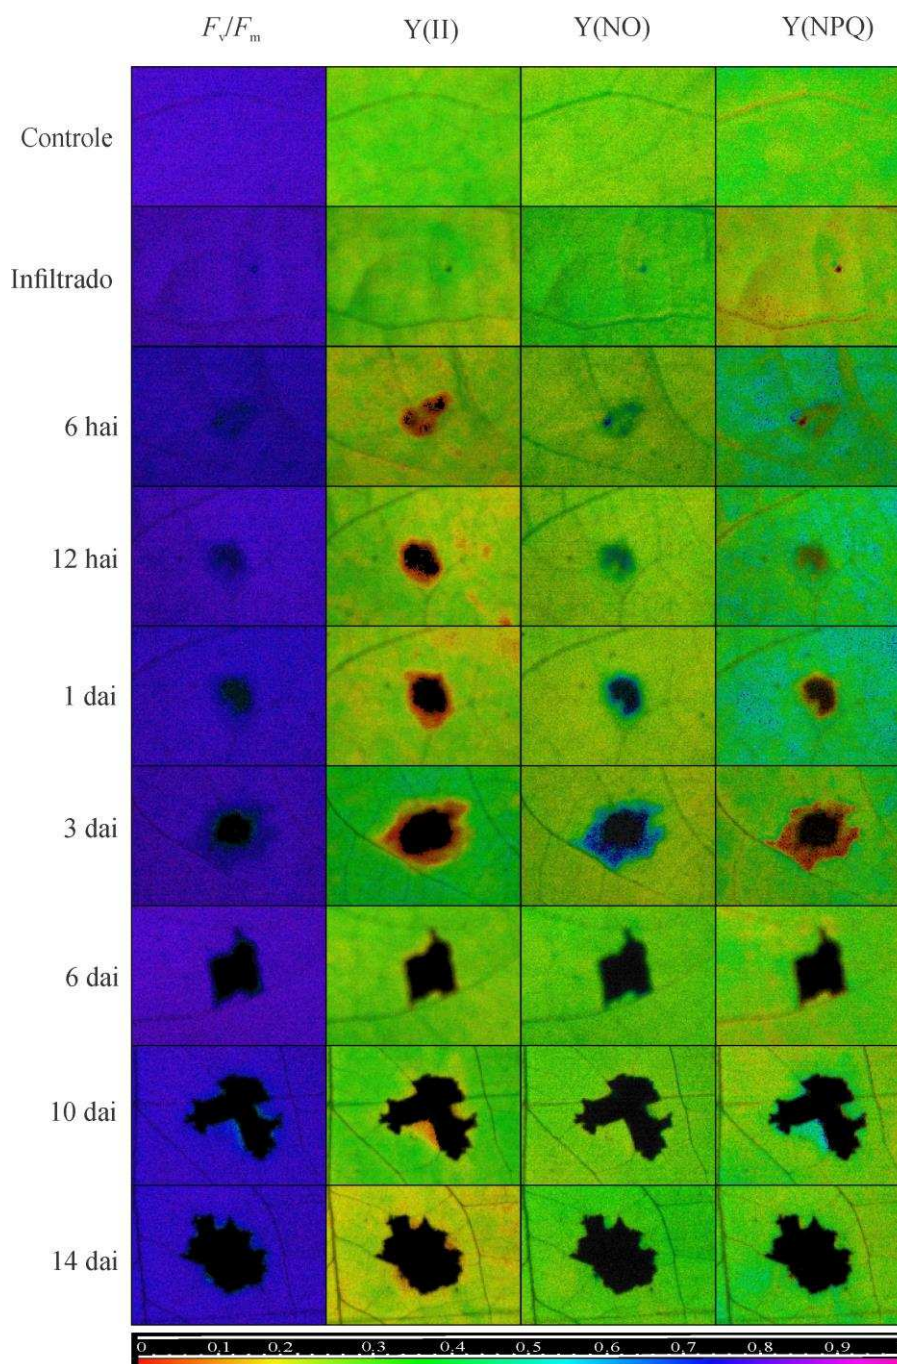 Fv/Fm Y(II) Y(NO) Y(NPQ)
Controle
Infiltrado
6 hai
12 hai
1 dai
3 dai
6 dai
10 dai
14 dai
0 0,1 0,2 0,3 0,4 0,5 0,6 0,7 0,8 0,9